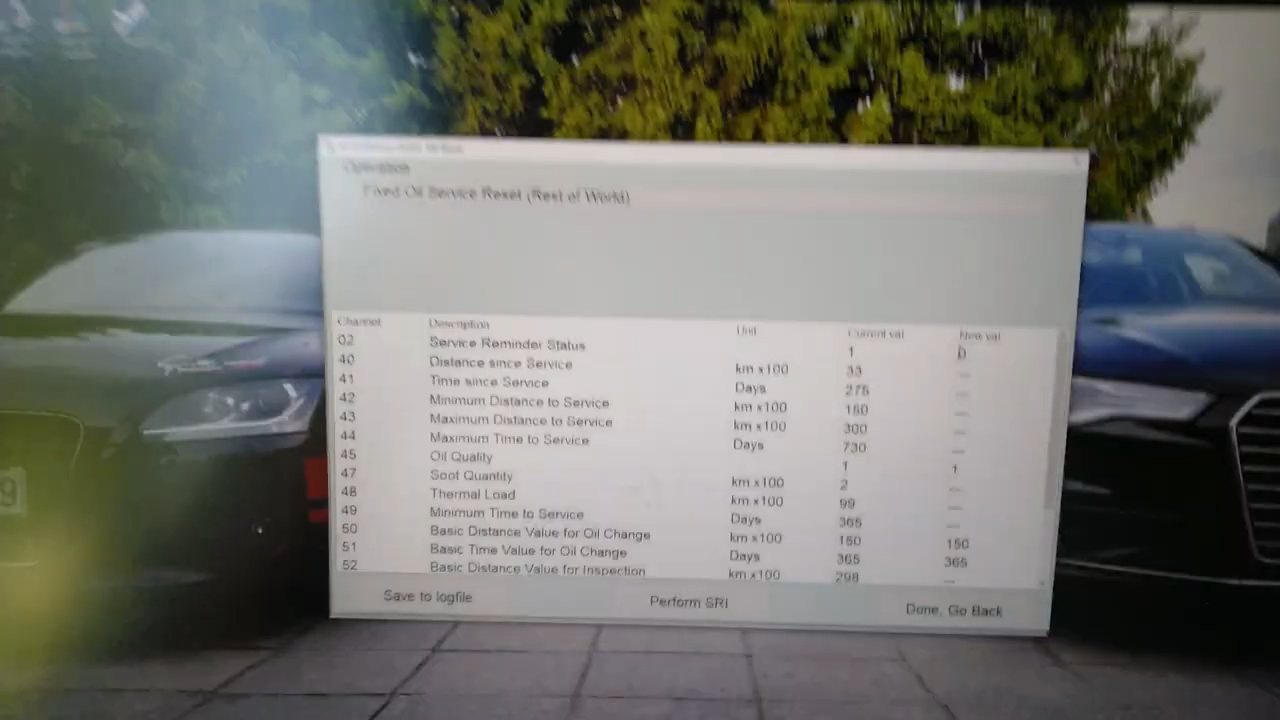 Operation
Fixed Oil Service Reset (Rest of World)
Channel Description Unit Current val New val
02 Service Reminder Status 1 0
40 Distance since Service km x100 33 ---
41 Time since Service Days 275 ---
42 Minimum Distance to Service km x100 150 ---
43 Maximum Distance to Service km x100 300 ---
44 Maximum Time to Service Days 730 ---
45 Oil Quality 1 1
47 Soot Quantity km x100 2 ---
48 Thermal Load km x100 99 ---
49 Minimum Time to Service Days 365 ---
50 Basic Distance Value for Oil Change km x100 150 150
51 Basic Time Value for Oil Change Days 365 365
52 Basic Distance Value for Inspection km x100 298 ---
Save to logfile Perform SRI Done, Go Back
9